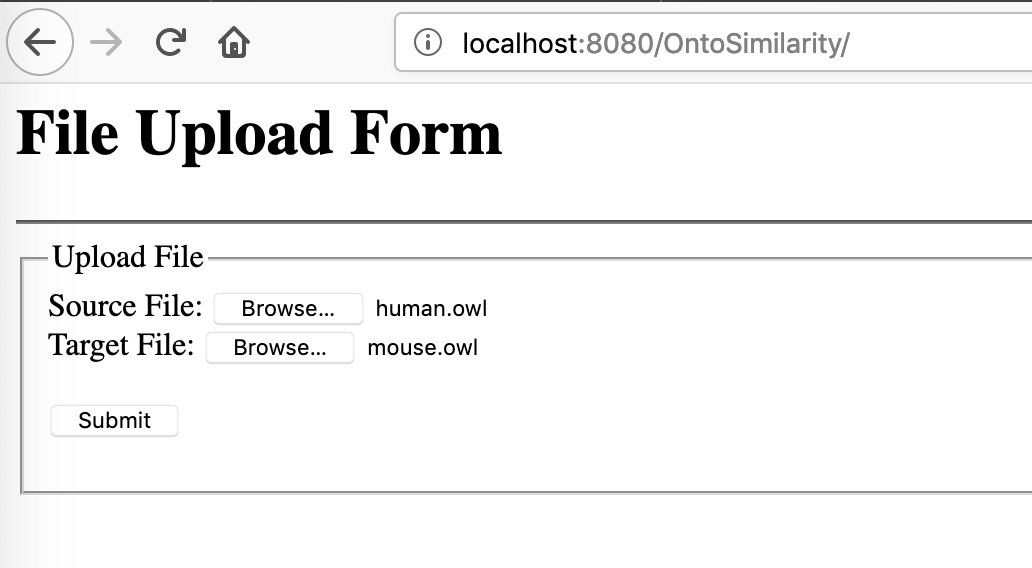 localhost:8080/OntoSimilarity/
File Upload Form
Upload File
Source File: Browse... human.owl
Target File: Browse... mouse.owl
Submit